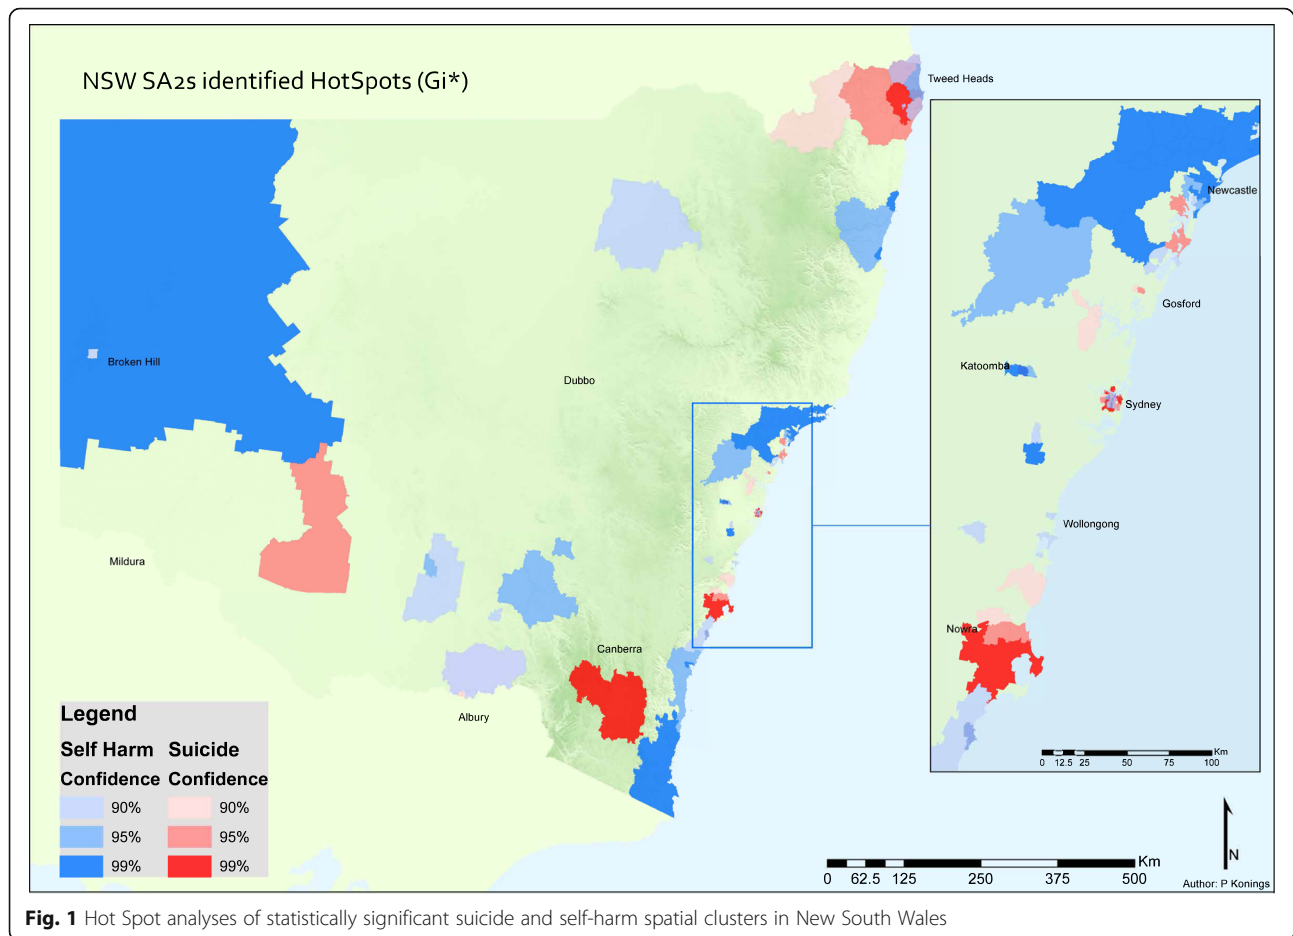 NSW SA2s identified HotSpots (Gi*)
Tweed Heads
Newcastle
Gosford
Katoomba
Sydney
Wollongong
Nowra
Km
0 12.5 25 50 75 100
Broken Hill
Dubbo
Mildura
Canberra
Albury
Legend
Self Harm Suicide
Confidence Confidence
90% 90%
95% 95%
99% 99%
Km
0 62.5 125 250 375 500
N
Author: P Konings
Fig. 1 Hot Spot analyses of statistically significant suicide and self-harm spatial clusters in New South Wales